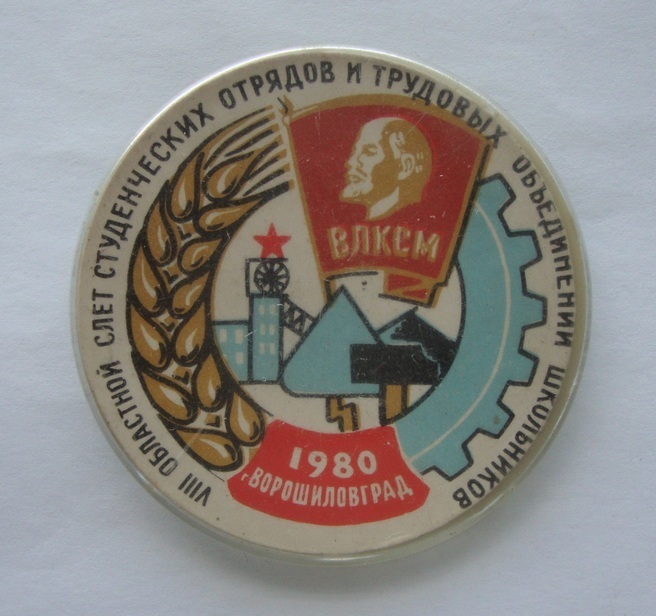 VIII ОБЛАСТНОЙ СЛЕТ СТУДЕНЧЕСКИХ ОТРЯДОВ И ТРУДОВЫХ ОБЪЕДИНЕНИЙ ШКОЛЬНИКОВ
ВЛКСМ
1980
г. ВОРОШИЛОВГРАД